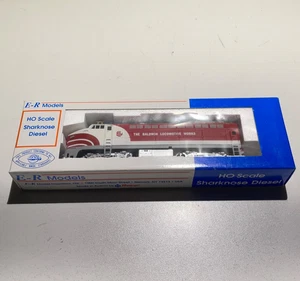 E-R Models
HO Scale
Sharknose
Diesel
THE BALDWIN LOCOMOTIVE WORKS
E-R Models
HO Scale
Sharknose Diesel